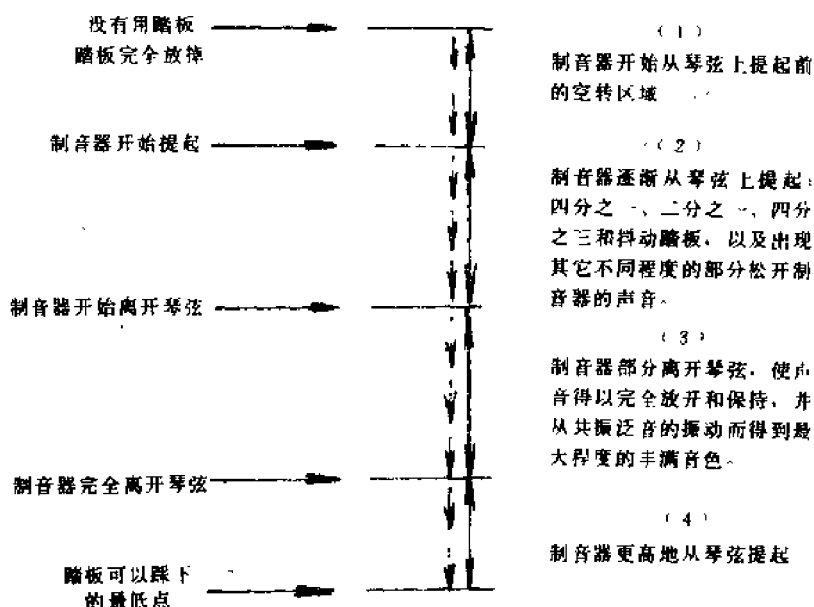 没有用踏板
踏板完全放掉
制音器开始提起
制音器开始离开琴弦
制音器完全离开琴弦
踏板可以踩下
的最低点
（1）
制音器开始从琴弦上提起前
的空转区域
（2）
制音器逐渐从琴弦上提起：
四分之一、二分之一、四分
之三和抖动踏板，以及出现
其它不同程度的部分松开制
音器的声音。
（3）
制音器部分离开琴弦，使声
音得以完全放开和保持，并
从共振泛音的振动而得到最
大程度的丰满音色。
（4）
制音器更高地从琴弦提起